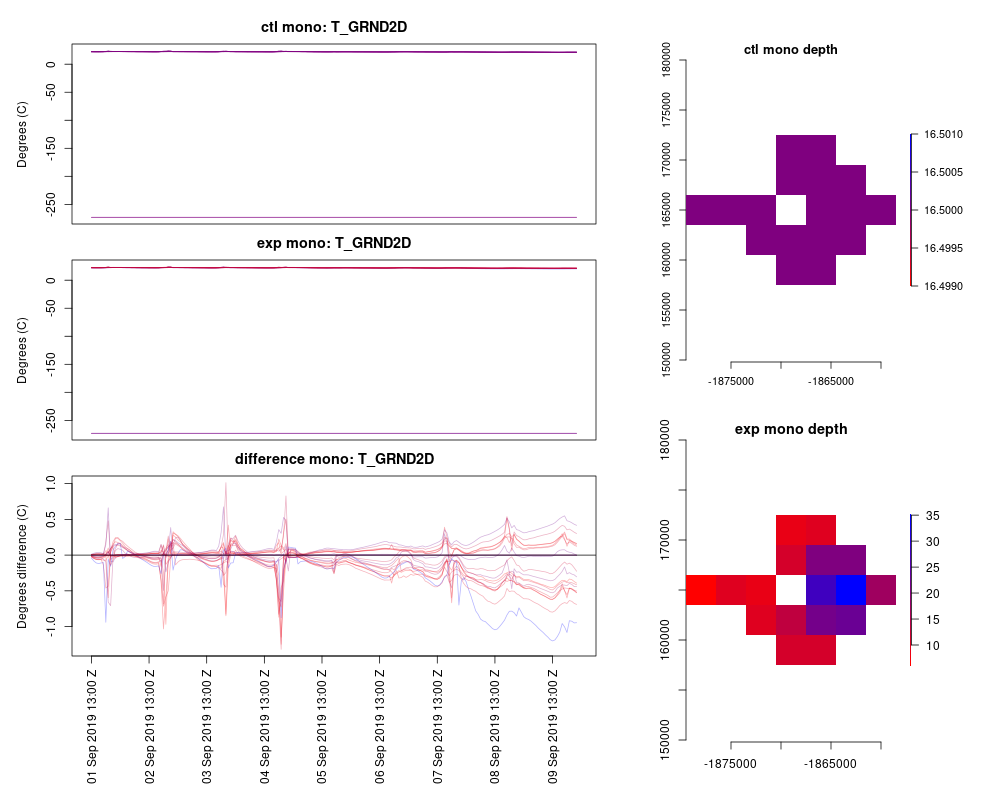 ctl mono: T_GRND2D
Degrees (C)
0
-50
-150
-250
exp mono: T_GRND2D
Degrees (C)
0
-50
-150
-250
difference mono: T_GRND2D
Degrees difference (C)
1.0
0.5
0.0
-0.5
-1.0
01 Sep 2019 13:00 Z
02 Sep 2019 13:00 Z
03 Sep 2019 13:00 Z
04 Sep 2019 13:00 Z
05 Sep 2019 13:00 Z
06 Sep 2019 13:00 Z
07 Sep 2019 13:00 Z
08 Sep 2019 13:00 Z
09 Sep 2019 13:00 Z
ctl mono depth
180000
175000
170000
165000
160000
155000
150000
-1875000
-1865000
16.5010
16.5005
16.5000
16.4995
16.4990
exp mono depth
180000
170000
160000
150000
-1875000
-1865000
35
30
25
20
15
10